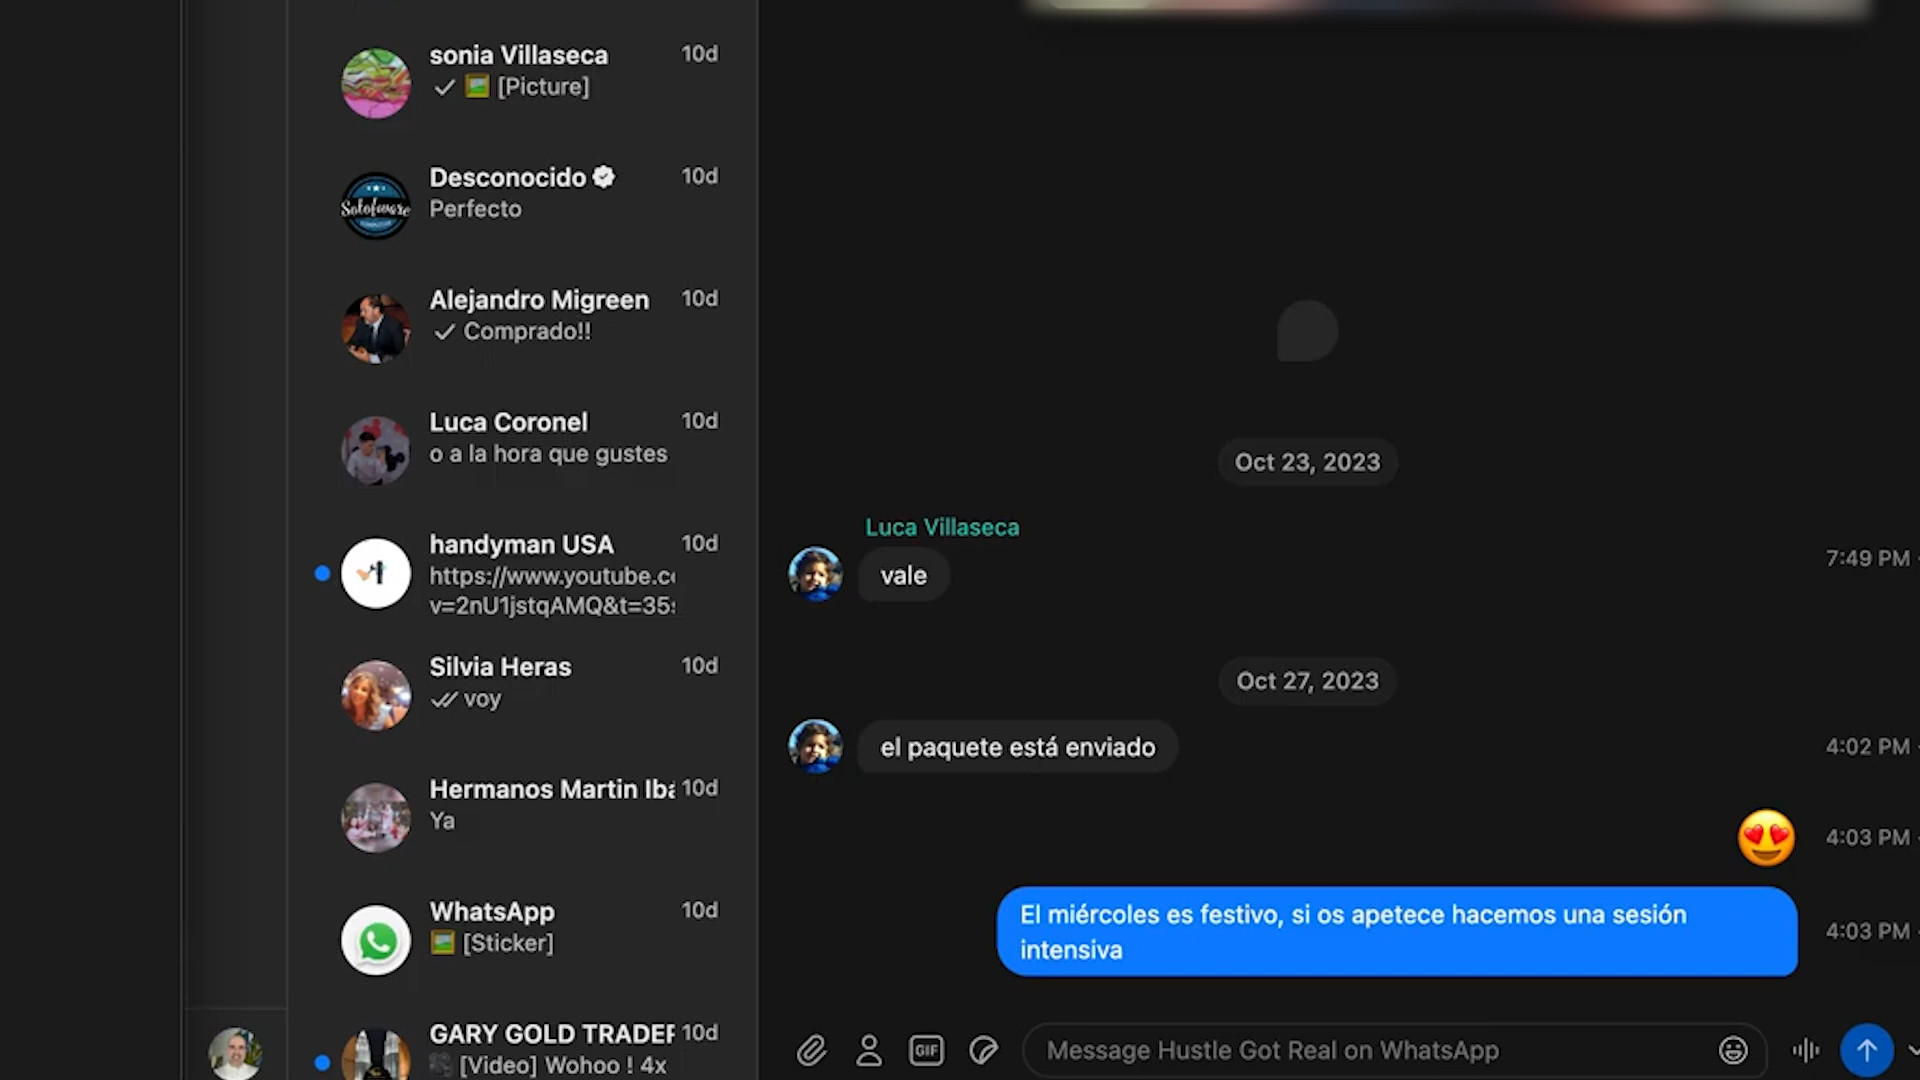 sonia Villaseca 10d
[Picture]
Desconocido 10d
Perfecto
Alejandro Migreen 10d
Comprado!!
Luca Coronel 10d
o a la hora que gustes
handyman USA 10d
https://www.youtube.c
v=2nU1jstqAMQ&t=35
Silvia Heras 10d
voy
Hermanos Martin Iba 10d
Ya
WhatsApp 10d
[Sticker]
GARY GOLD TRADER 10d
[Video] Wohoo ! 4x
Oct 23, 2023
Luca Villaseca
vale 7:49 PM
Oct 27, 2023
el paquete está enviado 4:02 PM
4:03 PM
El miércoles es festivo, si os apetece hacemos una sesión
intensiva
4:03 PM
GIF
Message Hustle Got Real on WhatsApp